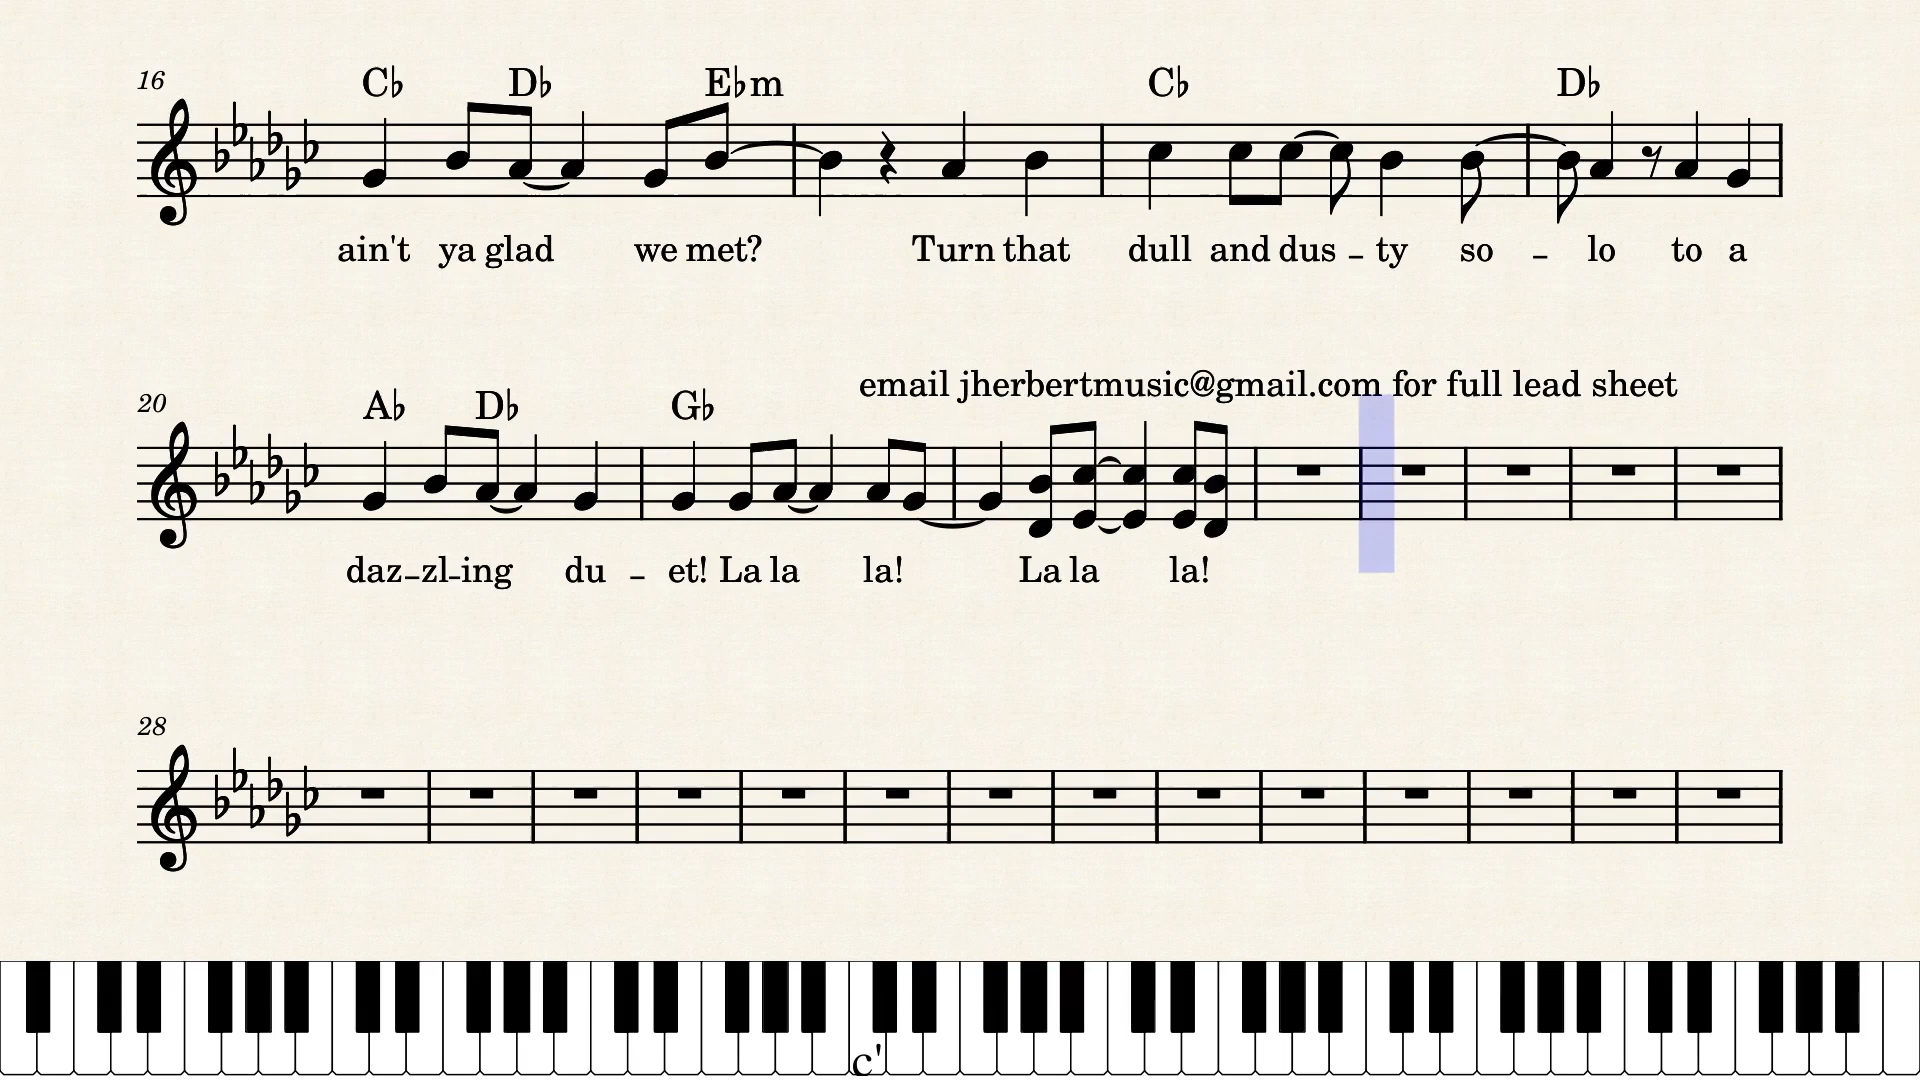 16 C♭ D♭ E♭m C♭ D♭
ain't ya glad we met? Turn that dull and dus - ty so - lo to a
email jherbertmusic@gmail.com for full lead sheet
20 A♭ D♭ G♭
daz-zl-ing du - et! La la la! La la la!
28
c'